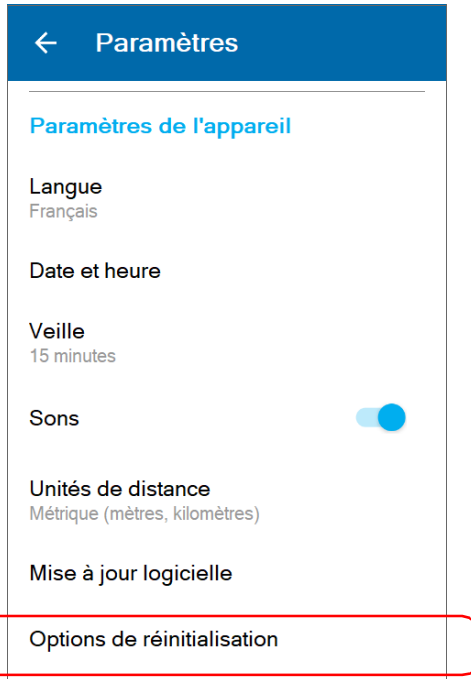 Paramètres
Paramètres de l'appareil
Langue
Français
Date et heure
Veille
15 minutes
Sons
Unités de distance
Métrique (mètres, kilomètres)
Mise à jour logicielle
Options de réinitialisation